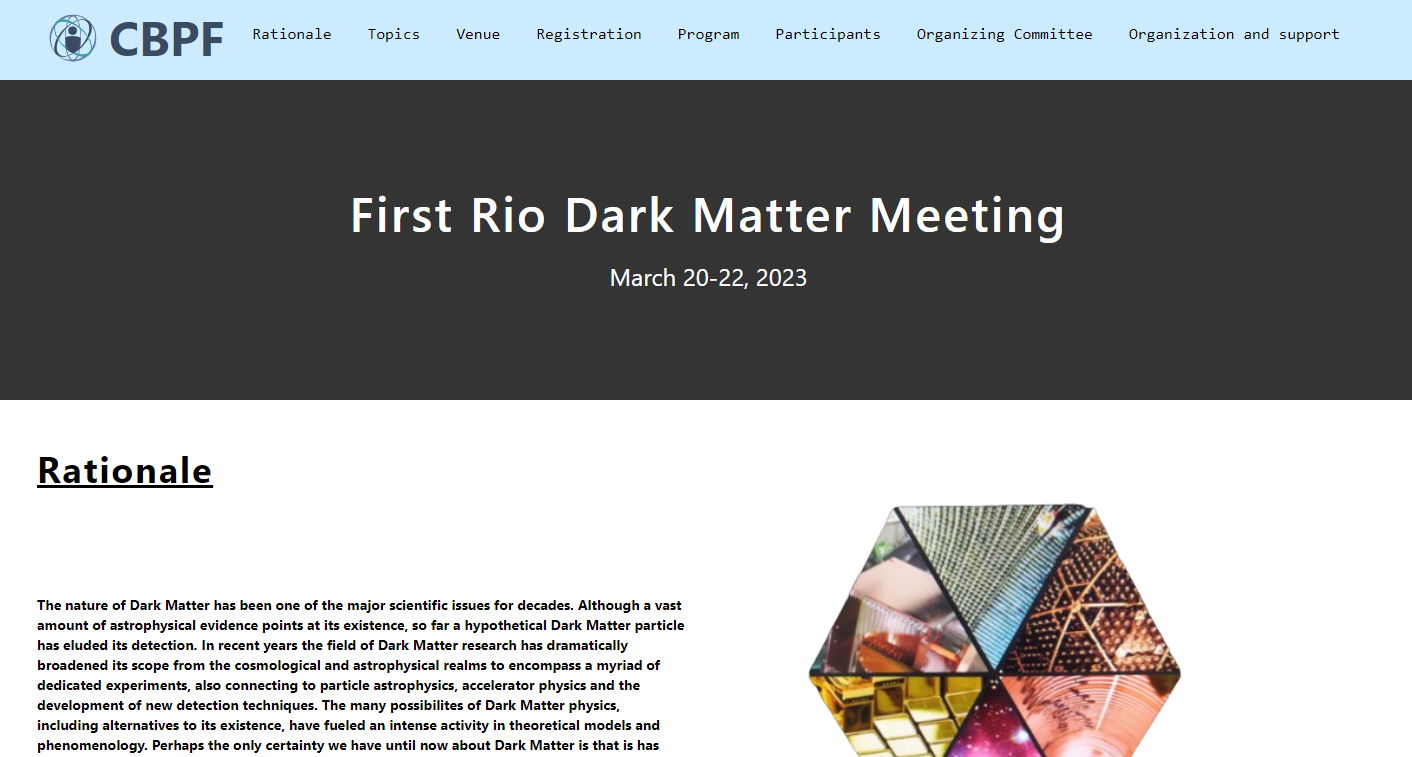 CBPF
Rationale Topics Venue Registration Program Participants Organizing Committee Organization and support
First Rio Dark Matter Meeting
March 20-22, 2023
Rationale
The nature of Dark Matter has been one of the major scientific issues for decades. Although a vast
amount of astrophysical evidence points at its existence, so far a hypothetical Dark Matter particle
has eluded its detection. In recent years the field of Dark Matter research has dramatically
broadened its scope from the cosmological and astrophysical realms to encompass a myriad of
dedicated experiments, also connecting to particle astrophysics, accelerator physics and the
development of new detection techniques. The many possibilites of Dark Matter physics,
including alternatives to its existence, have fueled an intense activity in theoretical models and
phenomenology. Perhaps the only certainty we have until now about Dark Matter is that is has